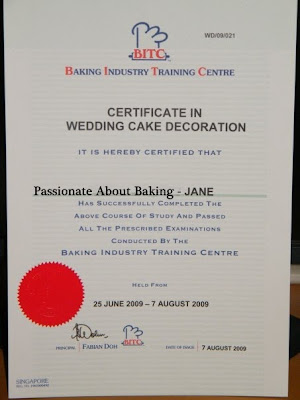 WD/09/021
BITC
BAKING INDUSTRY TRAINING CENTRE
CERTIFICATE IN
WEDDING CAKE DECORATION
IT IS HEREBY CERTIFIED THAT
Passionate About Baking - JANE
HAS SUCCESSFULLY COMPLETED THE
ABOVE COURSE OF STUDY AND PASSED
ALL THE PRESCRIBED EXAMINATIONS
CONDUCTED BY THE
BAKING INDUSTRY TRAINING CENTRE
HELD FROM
25 JUNE 2009 – 7 AUGUST 2009
PRINCIPAL FABIAN DOH BITC DATE OF ISSUE 7 AUGUST 2009
SINGAPORE